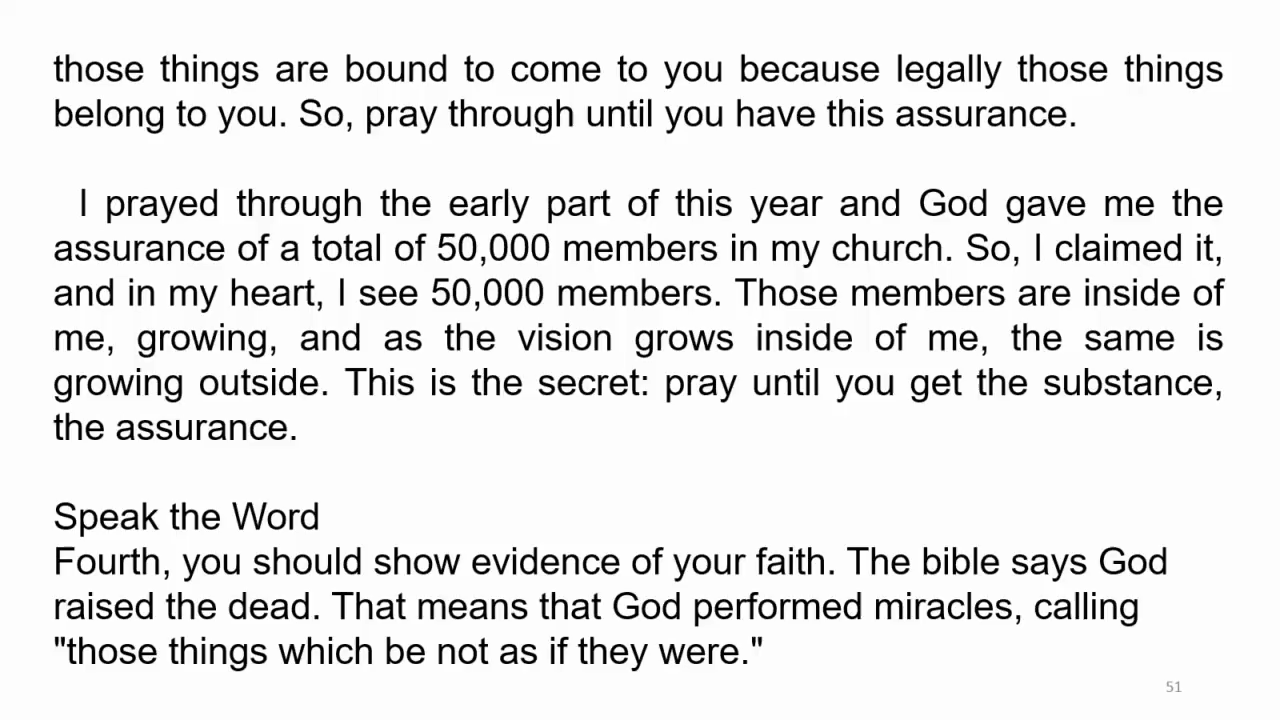 those things are bound to come to you because legally those things
belong to you. So, pray through until you have this assurance.
I prayed through the early part of this year and God gave me the
assurance of a total of 50,000 members in my church. So, I claimed it,
and in my heart, I see 50,000 members. Those members are inside of
me, growing, and as the vision grows inside of me, the same is
growing outside. This is the secret: pray until you get the substance,
the assurance.
Speak the Word
Fourth, you should show evidence of your faith. The bible says God
raised the dead. That means that God performed miracles, calling
"those things which be not as if they were."
51